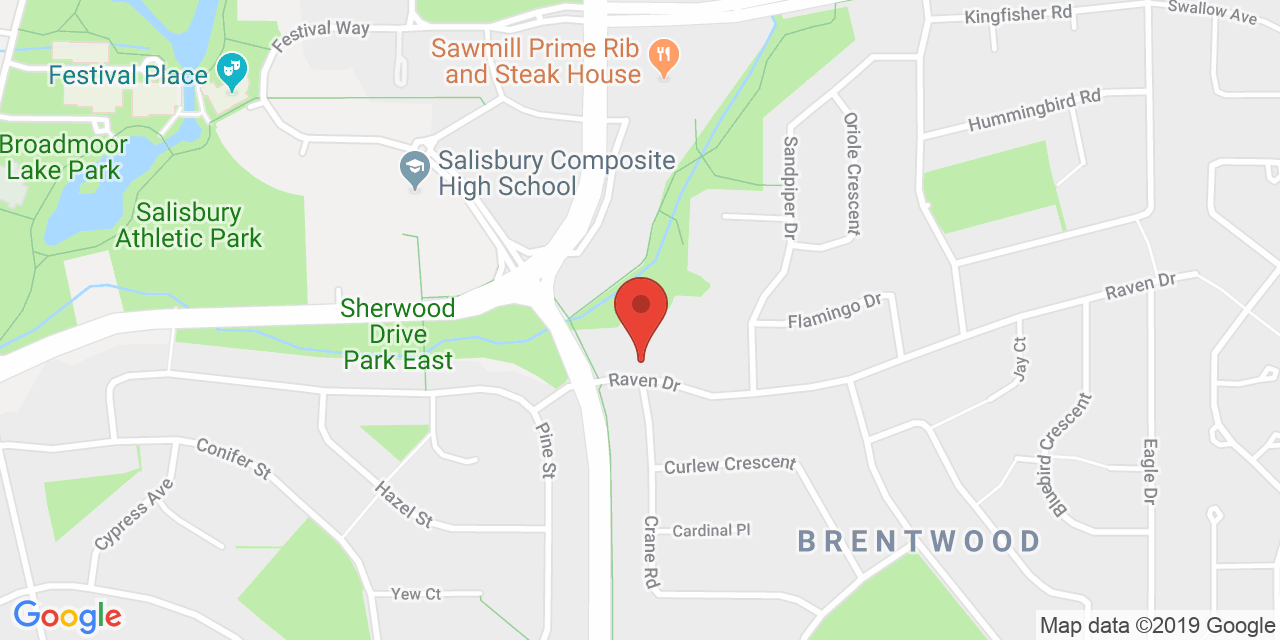 Kingfisher Rd
Swallow Ave
Festival Way
Sawmill Prime Rib
and Steak House
Festival Place
Hummingbird Rd
Oriole Crescent
Sandpiper Dr
Broadmoor
Lake Park
Salisbury Composite
High School
Salisbury
Athletic Park
Raven Dr
Flamingo Dr
Sherwood
Drive
Park East
Jay Ct
Raven Dr
Pine St
Conifer St
Curlew Crescent
Bluebird Crescent
Eagle Dr
Hazel St
Cypress Ave
Crane Rd
Cardinal Pl
BRENTWOOD
Yew Ct
Google
Map data ©2019 Google